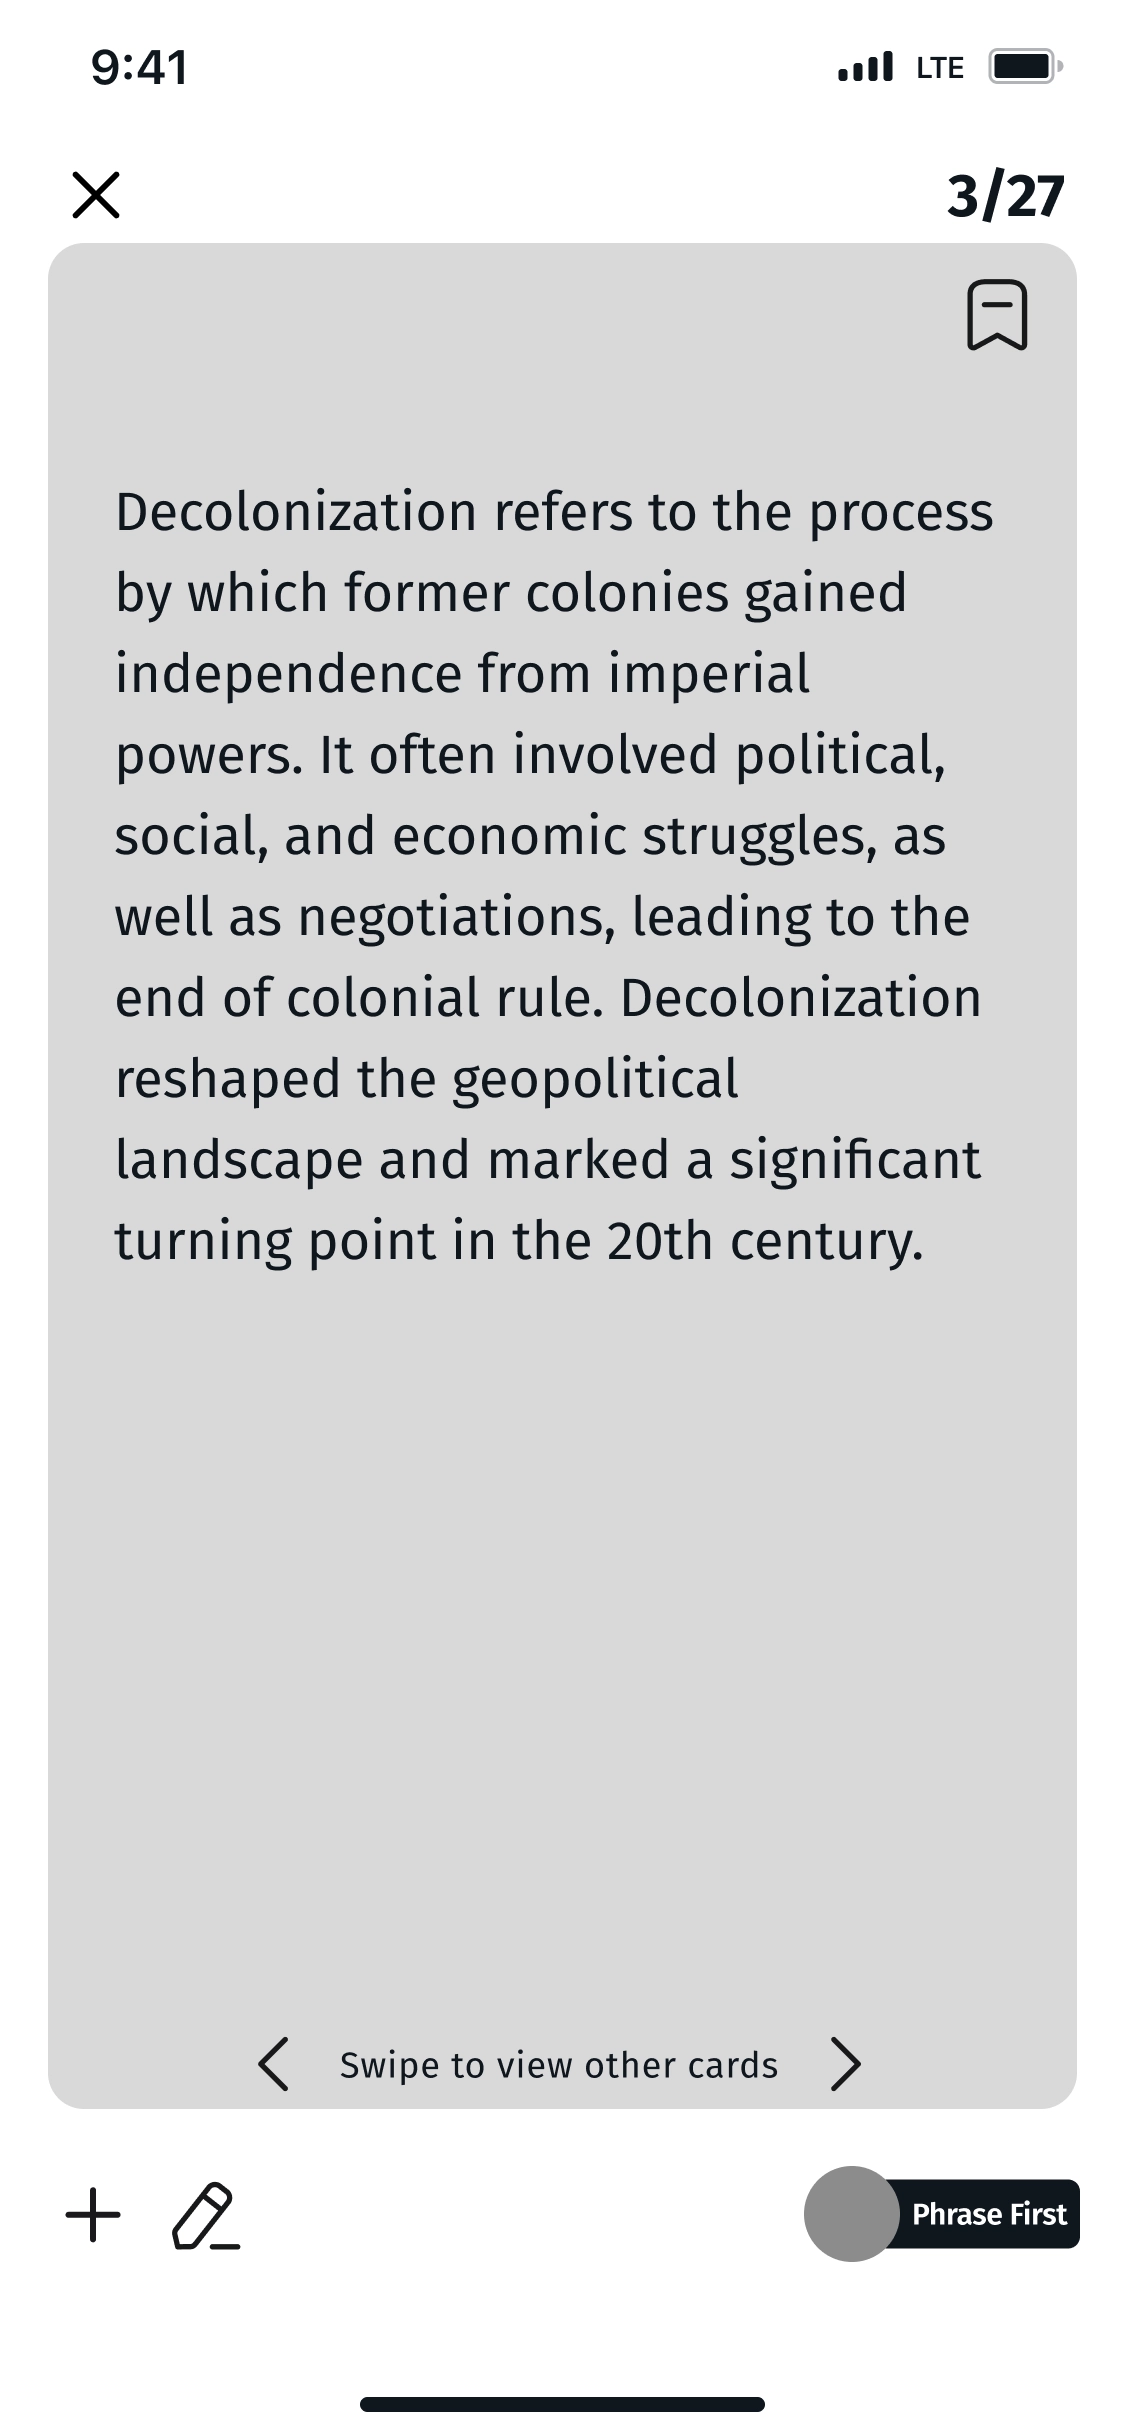 9:41
LTE
3/27
Decolonization refers to the process
by which former colonies gained
independence from imperial
powers. It often involved political,
social, and economic struggles, as
well as negotiations, leading to the
end of colonial rule. Decolonization
reshaped the geopolitical
landscape and marked a significant
turning point in the 20th century.
Swipe to view other cards
Phrase First